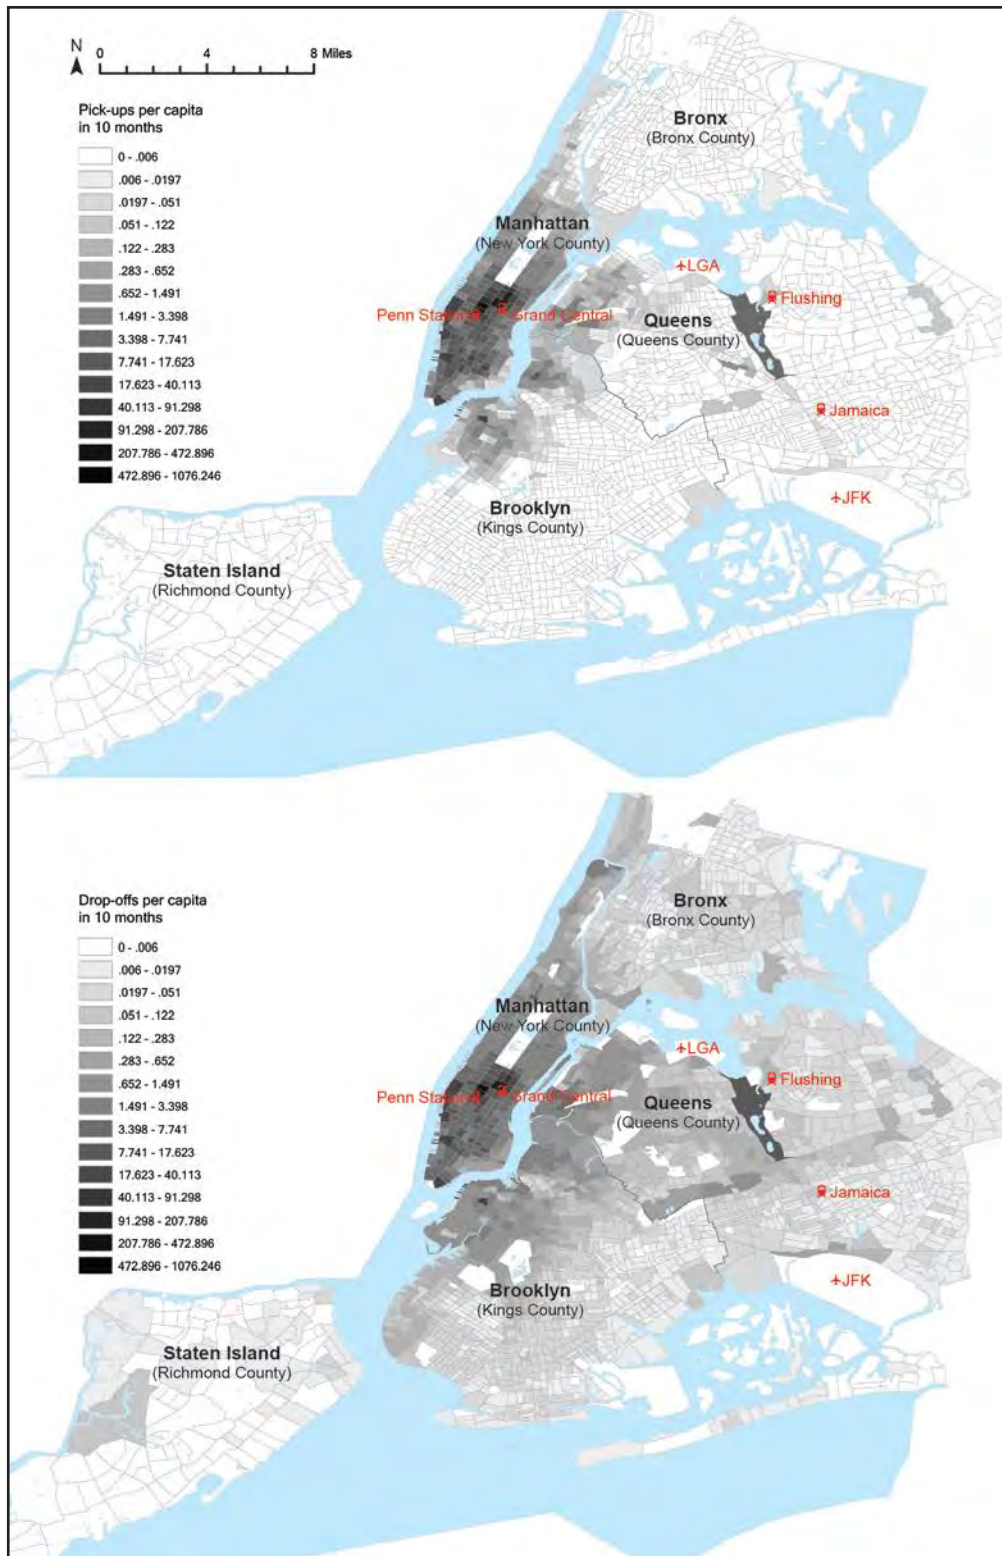 N
0 4 8 Miles
Pick-ups per capita
in 10 months
0 - .006
.006 - .0197
.0197 - .051
.051 - .122
.122 - .283
.283 - .652
.652 - 1.491
1.491 - 3.398
3.398 - 7.741
7.741 - 17.623
17.623 - 40.113
40.113 - 91.298
91.298 - 207.786
207.786 - 472.896
472.896 - 1076.246
Bronx
(Bronx County)
Manhattan
(New York County)
LGA
Flushing
Penn Station
Grand Central
Queens
(Queens County)
Jamaica
JFK
Brooklyn
(Kings County)
Staten Island
(Richmond County)
Drop-offs per capita
in 10 months
0 - .006
.006 - .0197
.0197 - .051
.051 - .122
.122 - .283
.283 - .652
.652 - 1.491
1.491 - 3.398
3.398 - 7.741
7.741 - 17.623
17.623 - 40.113
40.113 - 91.298
91.298 - 207.786
207.786 - 472.896
472.896 - 1076.246
Bronx
(Bronx County)
Manhattan
(New York County)
LGA
Flushing
Penn Station
Grand Central
Queens
(Queens County)
Jamaica
JFK
Brooklyn
(Kings County)
Staten Island
(Richmond County)